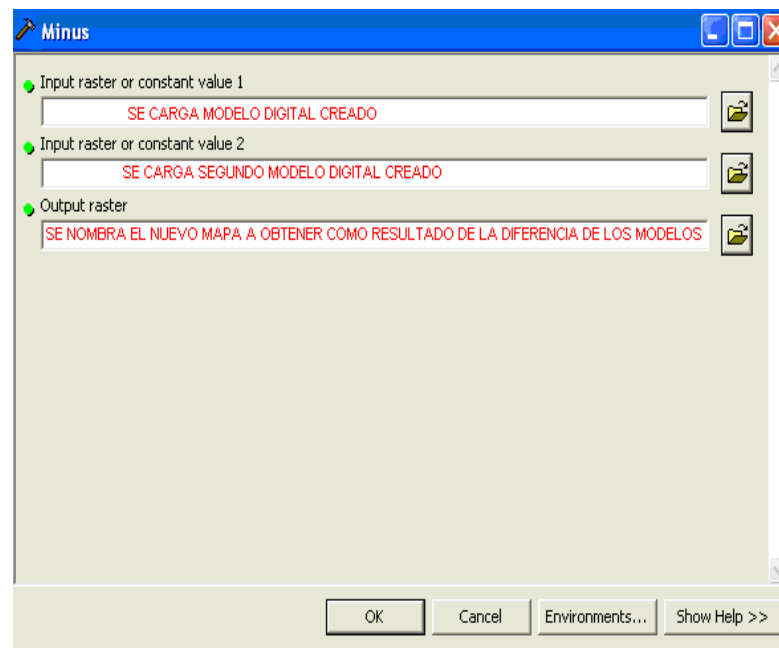 Minus
Input raster or constant value 1
SE CARGA MODELO DIGITAL CREADO
Input raster or constant value 2
SE CARGA SEGUNDO MODELO DIGITAL CREADO
Output raster
SE NOMBRA EL NUEVO MAPA A OBTENER COMO RESULTADO DE LA DIFERENCIA DE LOS MODELOS
OK Cancel Environments... Show Help >>